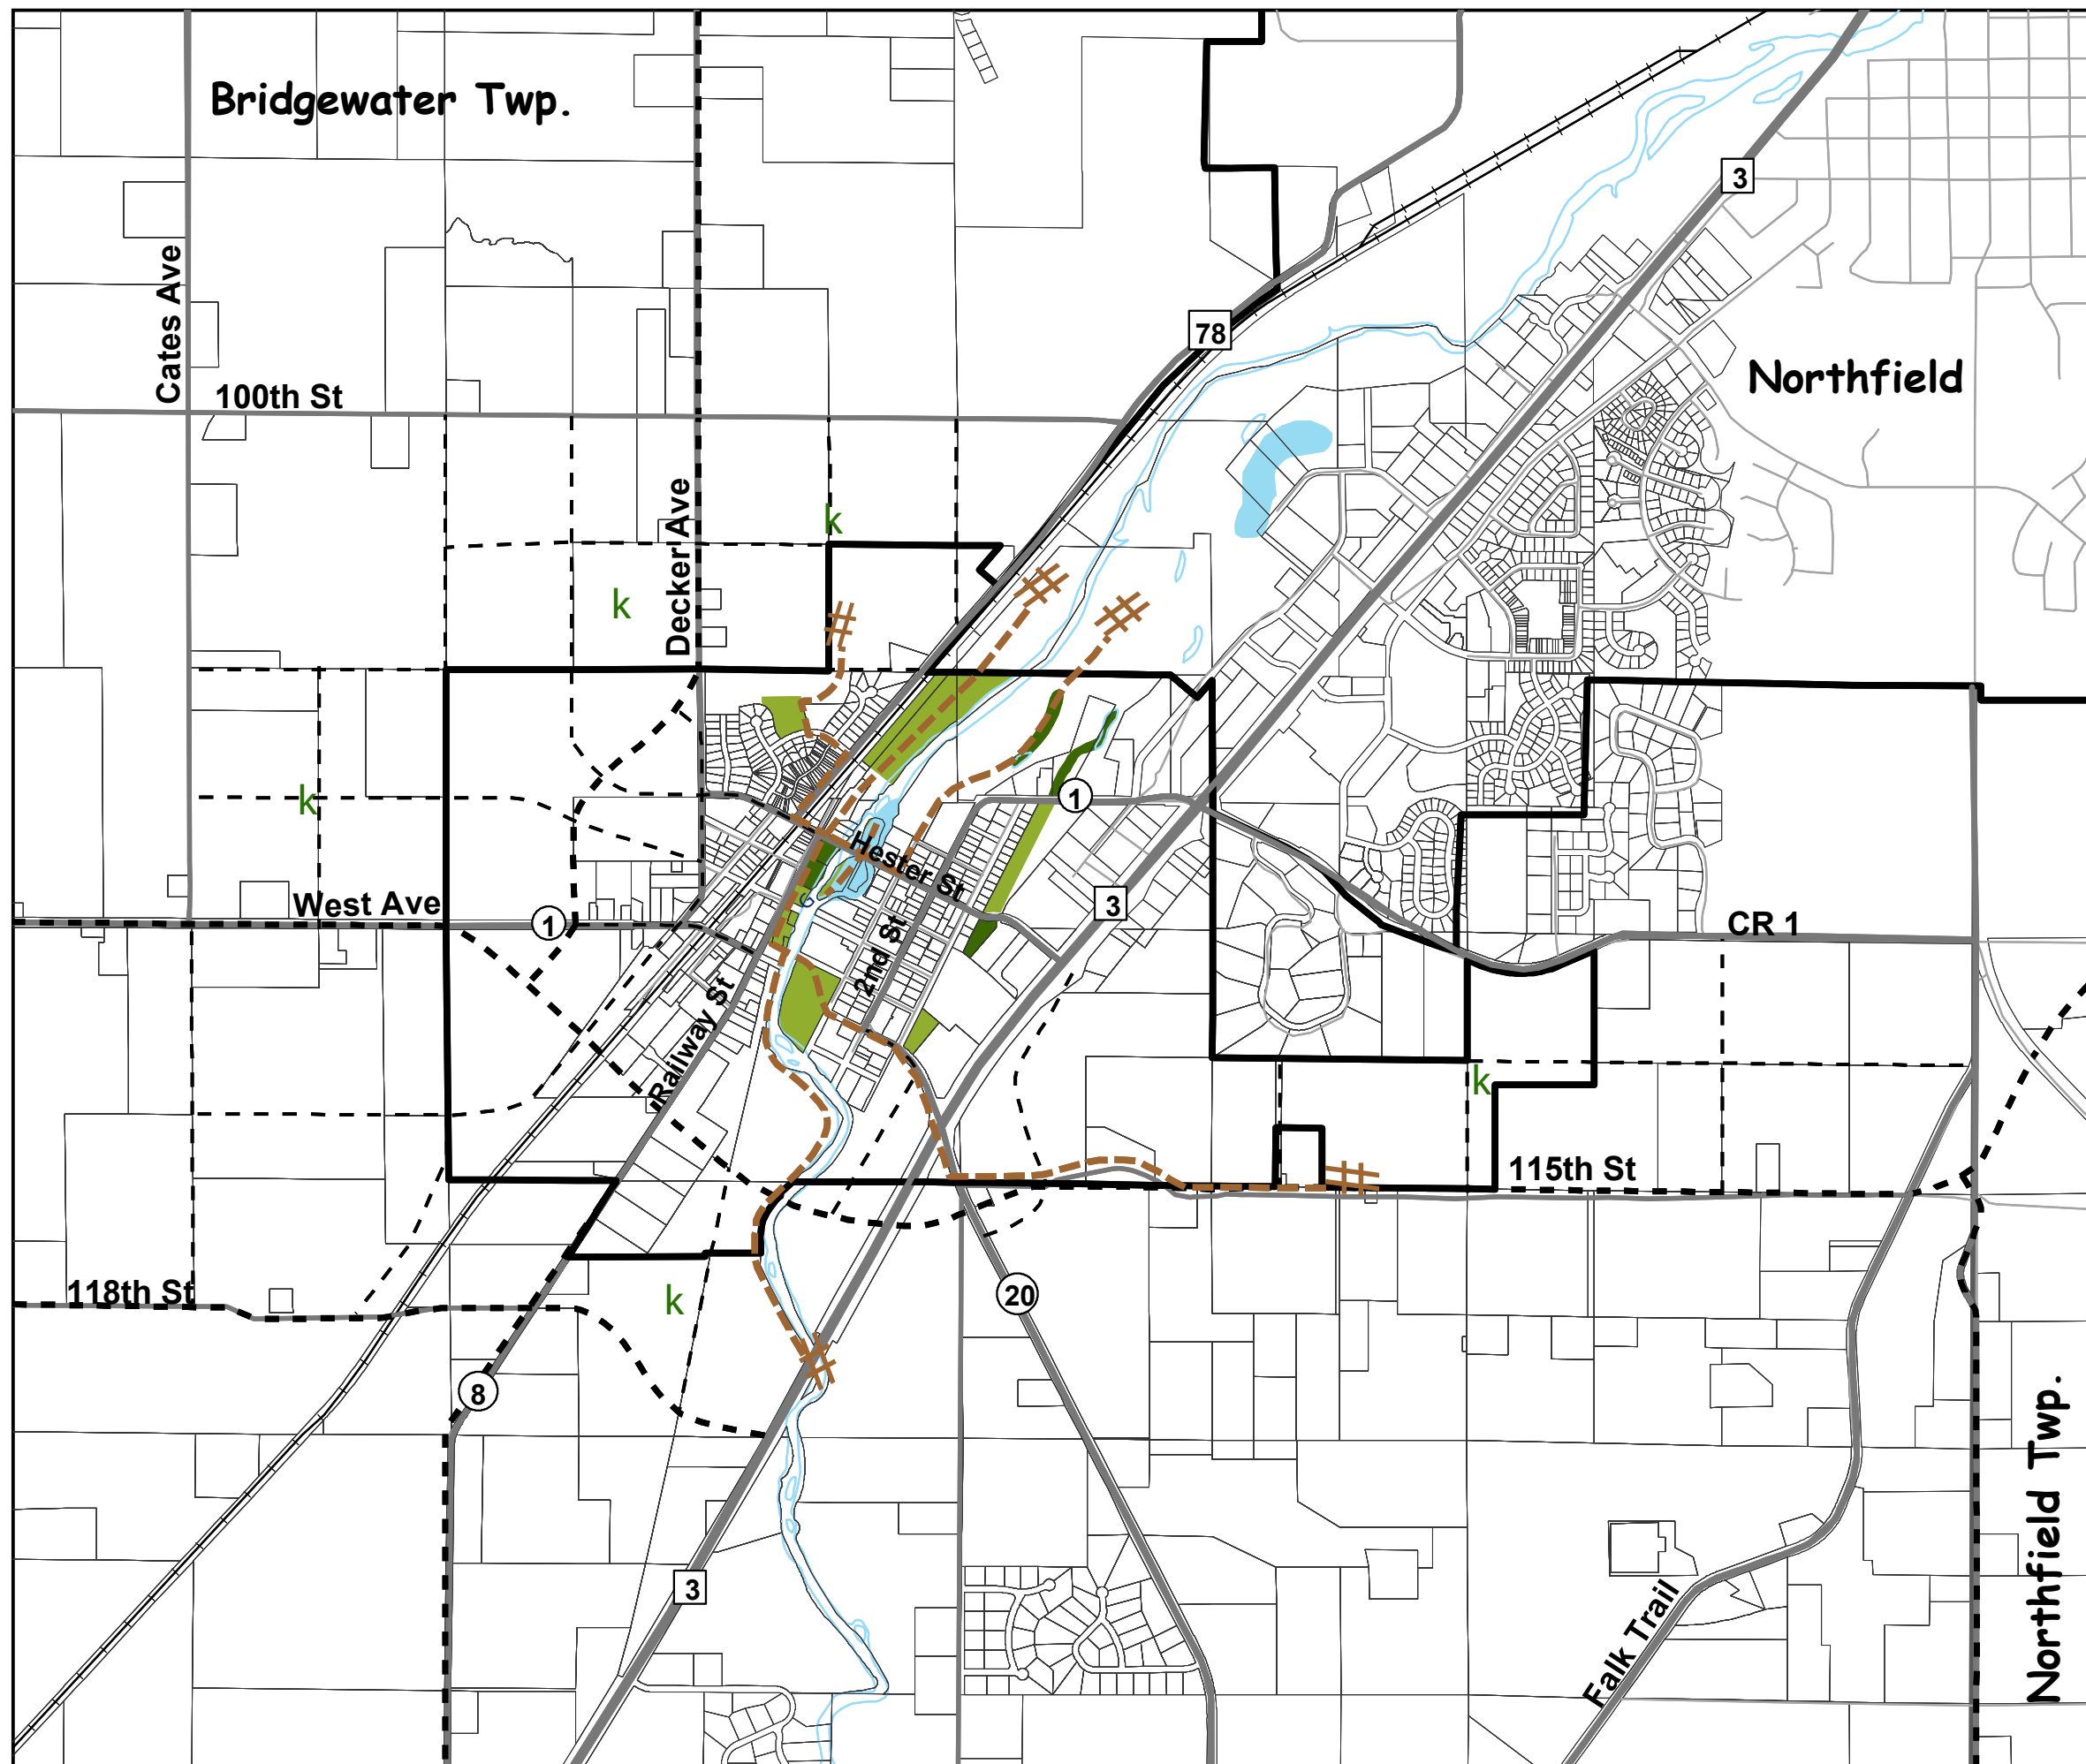 Bridgewater Twp.
3
Cates Ave
78
Northfield
100th St
Decker Ave
k
k
k
1
Hester St
West Ave
1
3
2nd St
CR 1
Railway St
k
115th St
118th St
k
20
8
Northfield Twp.
3
Falk Trail